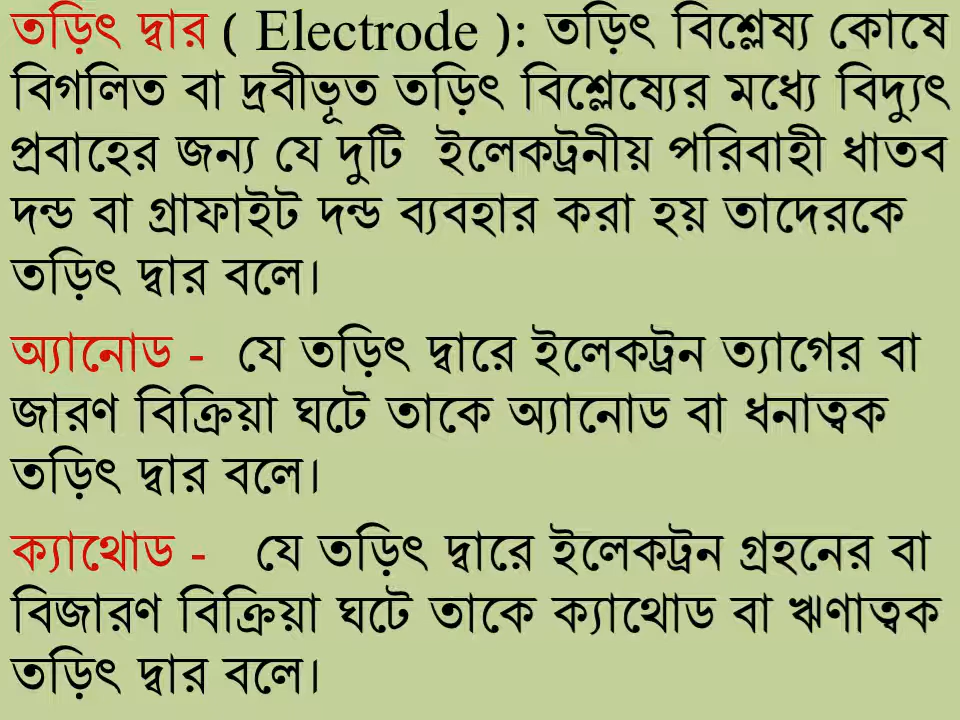 তড়িৎ দ্বার ( Electrode ): তড়িৎ বিশ্লেষ্য কোষে
বিগলিত বা দ্রবীভূত তড়িৎ বিশ্লেষ্যের মধ্যে বিদ্যুৎ
প্রবাহের জন্য যে দুটি ইলেকট্রনীয় পরিবাহী ধাতব
দন্ড বা গ্রাফাইট দন্ড ব্যবহার করা হয় তাদেরকে
তড়িৎ দ্বার বলে।
অ্যানোড - যে তড়িৎ দ্বারে ইলেকট্রন ত্যাগের বা
জারণ বিক্রিয়া ঘটে তাকে অ্যানোড বা ধনাত্বক
তড়িৎ দ্বার বলে।
ক্যাথোড - যে তড়িৎ দ্বারে ইলেকট্রন গ্রহনের বা
বিজারণ বিক্রিয়া ঘটে তাকে ক্যাথোড বা ঋণাত্বক
তড়িৎ দ্বার বলে।